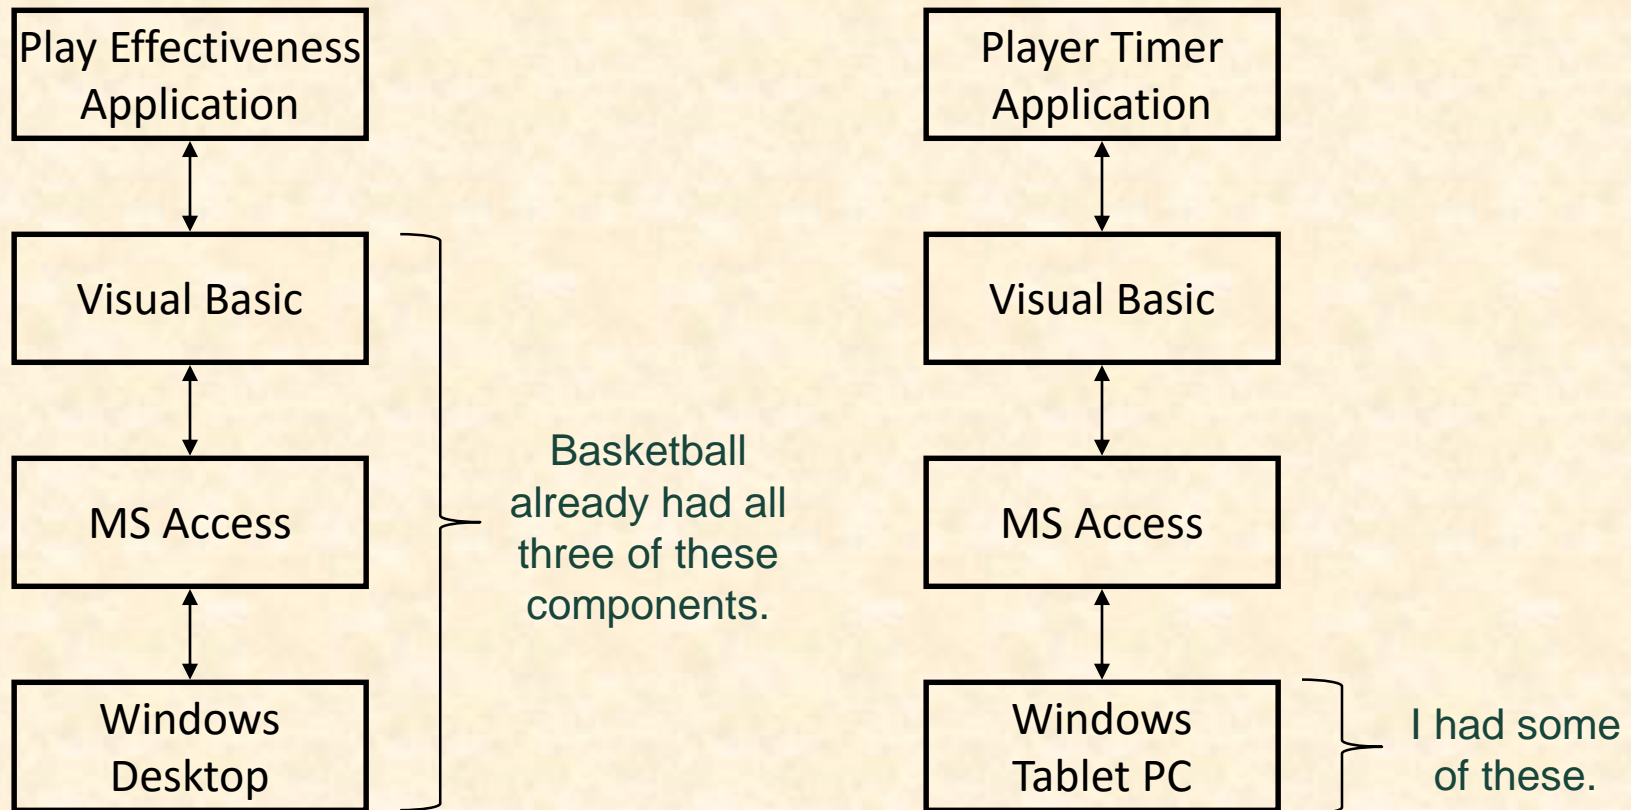 Play Effectiveness
Application
Visual Basic
MS Access
Windows
Desktop
Basketball
already had all
three of these
components.
Player Timer
Application
Visual Basic
MS Access
Windows
Tablet PC
I had some
of these.